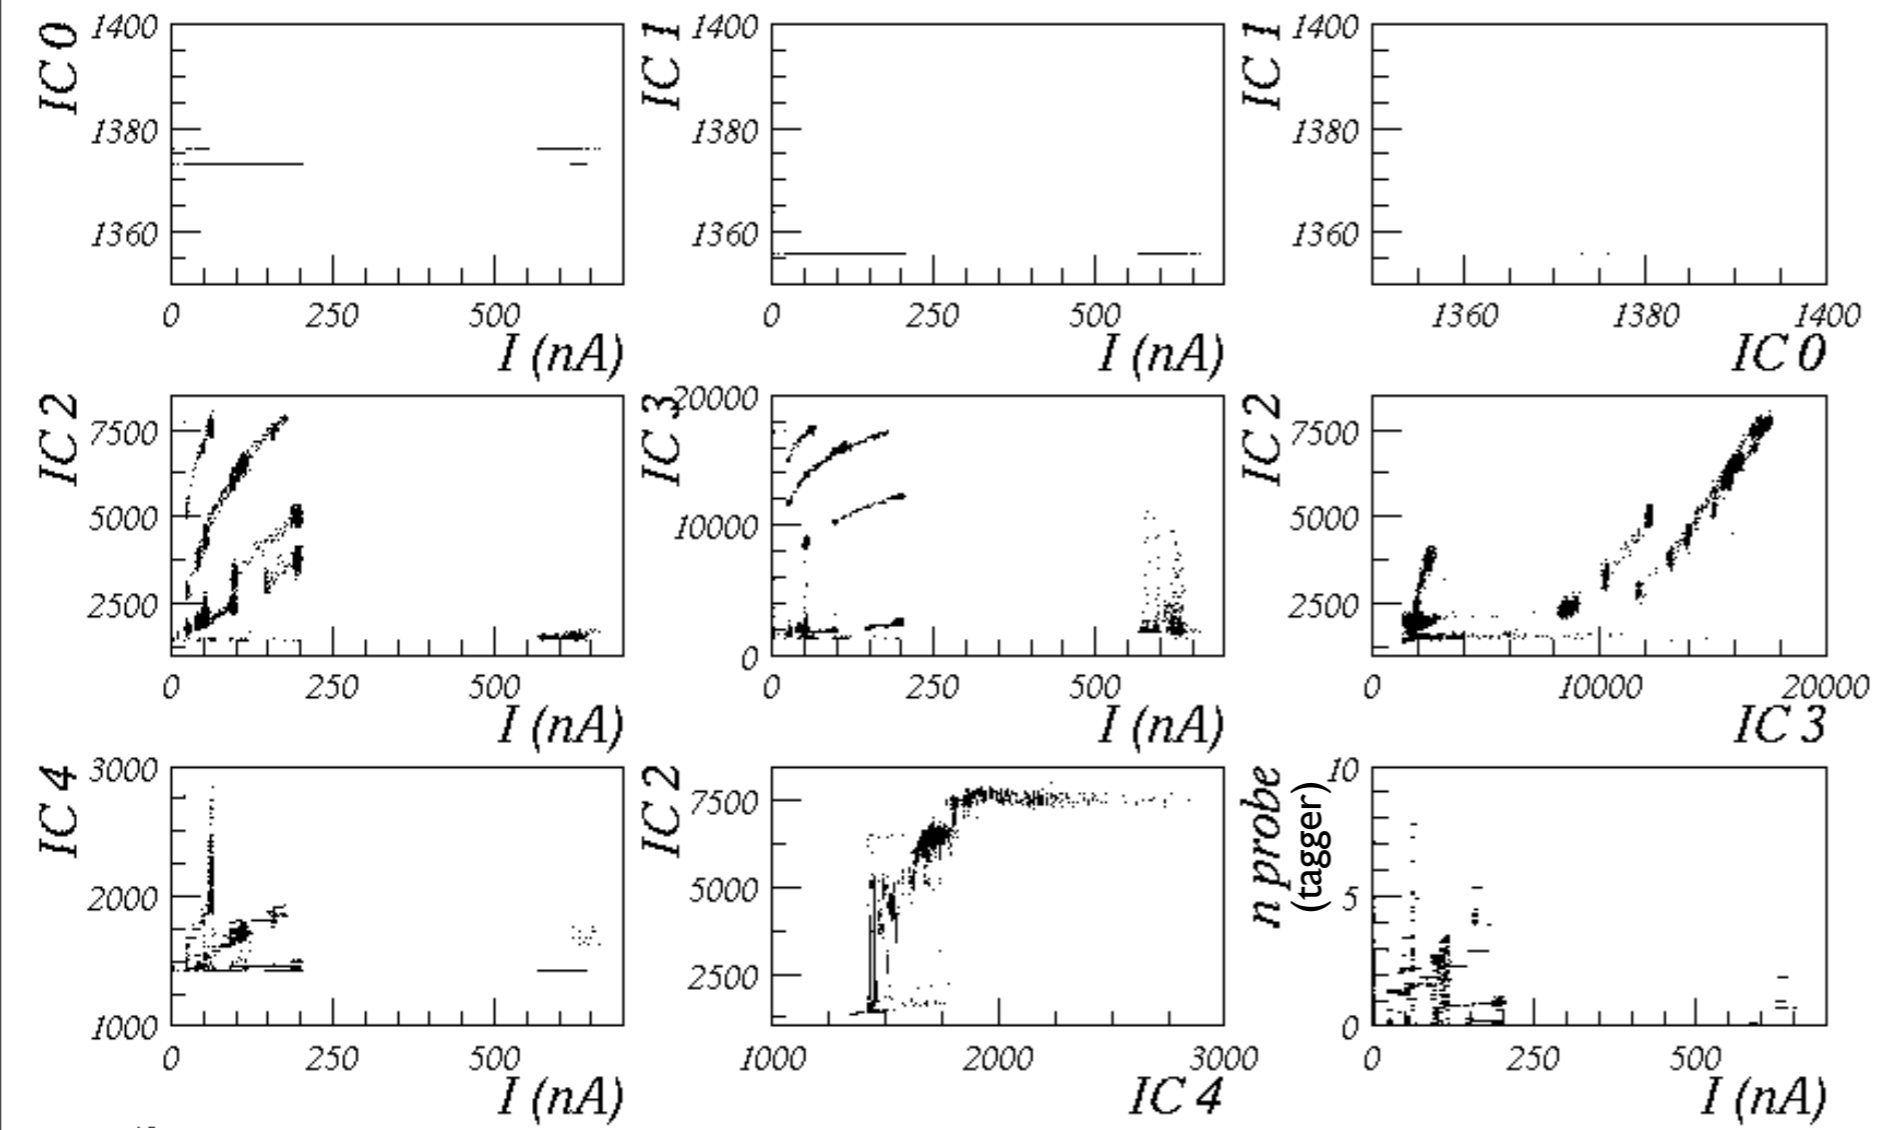 IC 0
1400
1380
1360
0 250 500
I (nA)
IC 1
1400
1380
1360
0 250 500
I (nA)
IC 1
1400
1380
1360
1360 1380 1400
IC 0
IC 2
7500
5000
2500
0 250 500
I (nA)
IC 3
20000
10000
0
0 250 500
I (nA)
IC 2
7500
5000
2500
0 10000 20000
IC 3
IC 4
3000
2000
1000
0 250 500
I (nA)
IC 2
7500
5000
2500
1000 2000 3000
IC 4
n probe
(tagger)
10
5
0
0 250 500
I (nA)